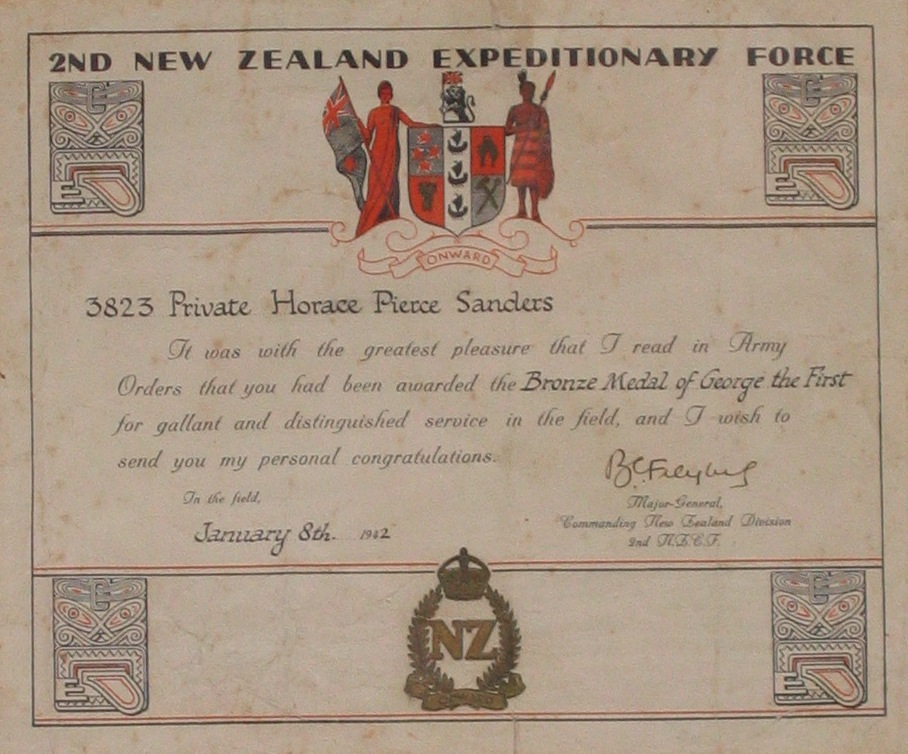 2ND NEW ZEALAND EXPEDITIONARY FORCE
ONWARD
3823 Private Horace Pierce Sanders
It was with the greatest pleasure that I read in Army
Orders that you had been awarded the Bronze Medal of George the First
for gallant and distinguished service in the field, and I wish to
send you my personal congratulations.
B.C. Freyberg
In the field,
Major-General,
Commanding New Zealand Division
2nd N.Z.E.F.
January 8th. 1942
NZ